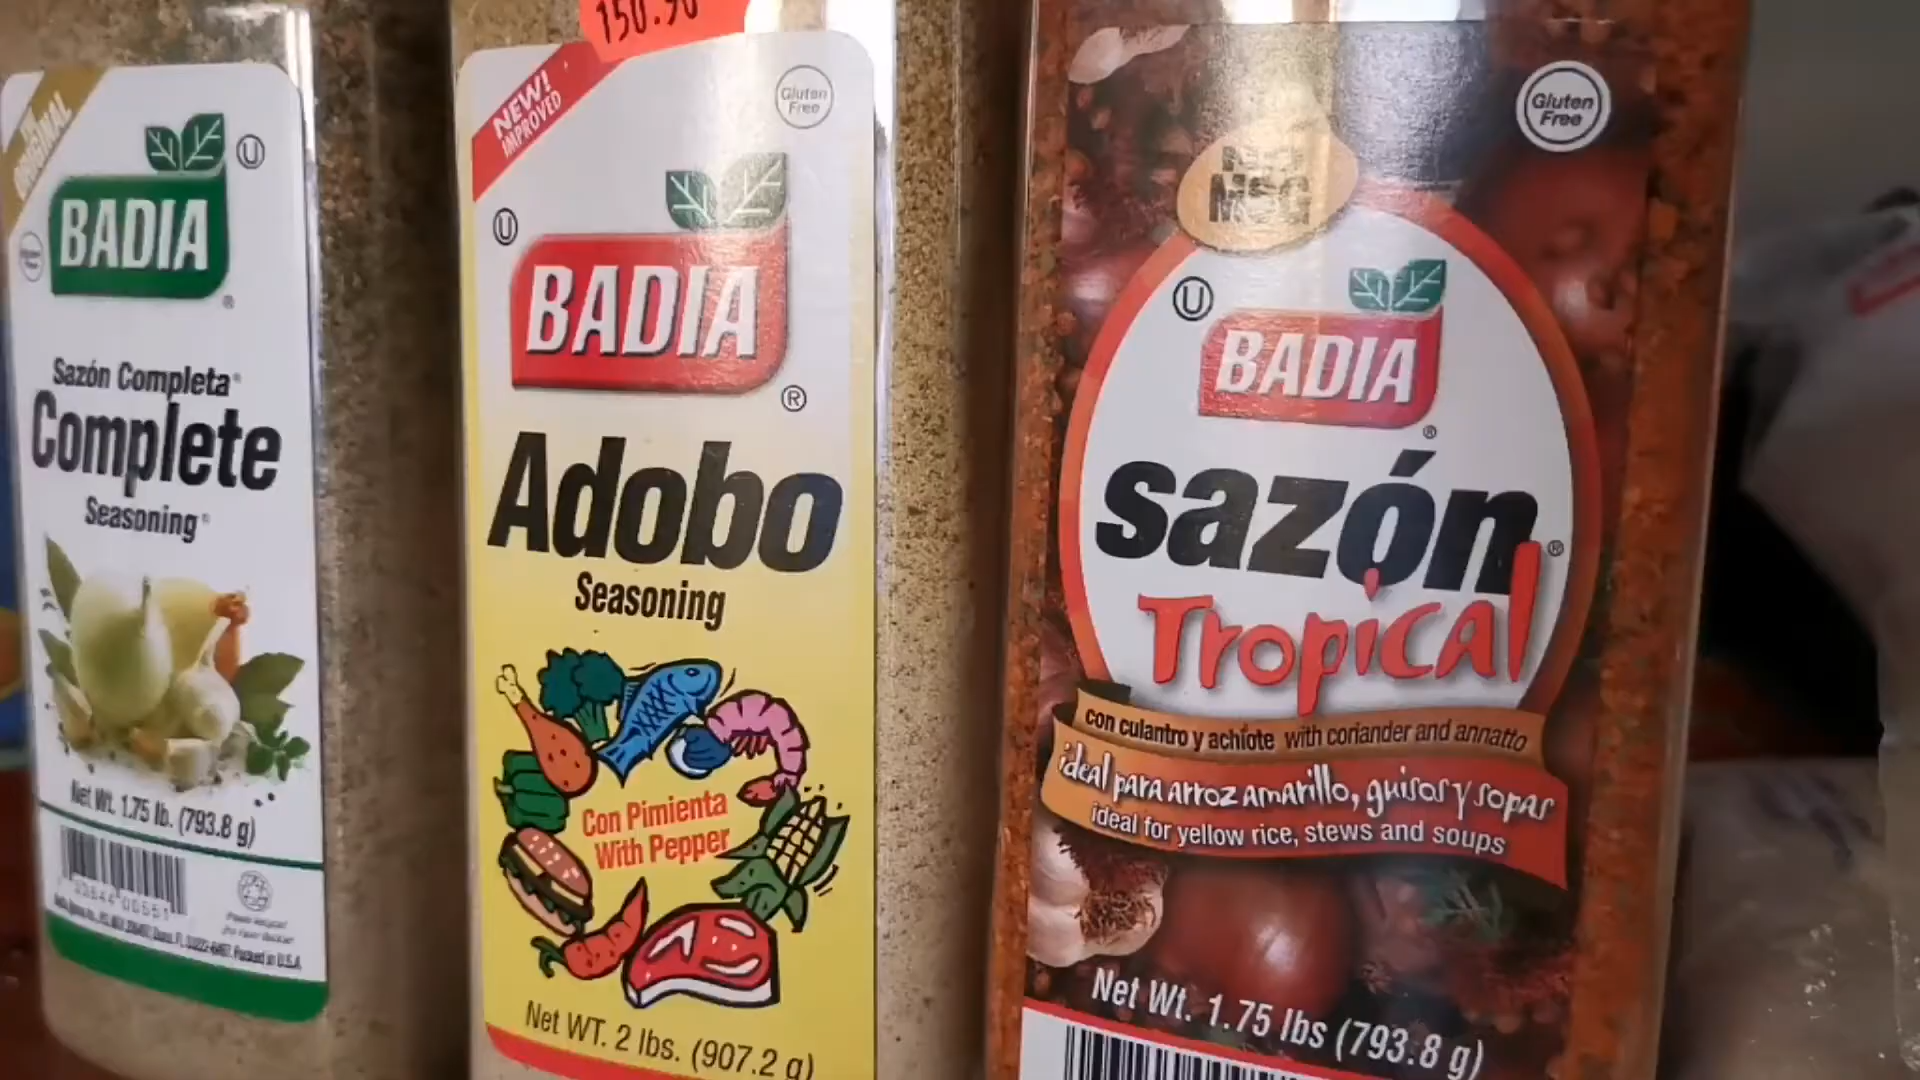 ORIGINAL
BADIA
®
Sazón Completa®
Complete
Seasoning®
Net Wt. 1.75 lb. (793.8 g)
Packed in U.S.A.
150.90
NEW!
IMPROVED
Gluten
Free
U
BADIA
®
Adobo
Seasoning
Con Pimienta
With Pepper
Net WT. 2 lbs. (907.2 g)
Gluten
Free
NO
MSG
U
BADIA
®
sazón®
Tropical
con culantro y achiote with coriander and annatto
ideal para arroz amarillo, guisos y sopas
ideal for yellow rice, stews and soups
Net Wt. 1.75 lbs (793.8 g)